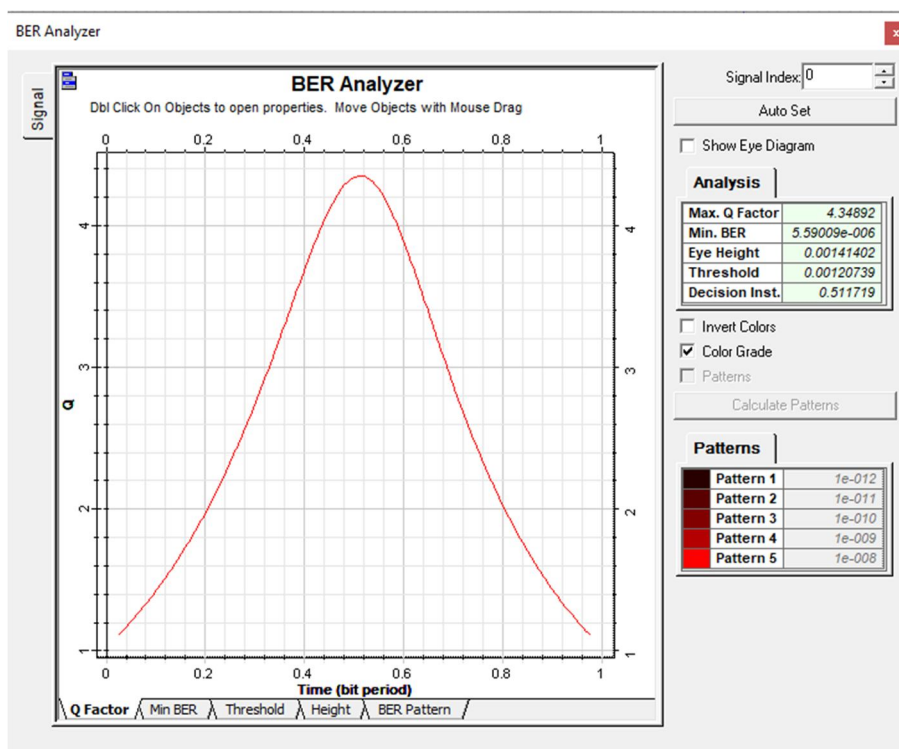 BER Analyzer
x
Signal
BER Analyzer
Dbl Click On Objects to open properties. Move Objects with Mouse Drag
0 0.2 0.4 0.6 0.8 1
4 4
3 3
Q
2 2
1 1
0 0.2 0.4 0.6 0.8 1
Time (bit period)
Q Factor Min BER Threshold Height BER Pattern
Signal Index: 0
Auto Set
Show Eye Diagram
Analysis
Max. Q Factor 4.34892
Min. BER 5.59009e-006
Eye Height 0.00141402
Threshold 0.00120739
Decision Inst. 0.511719
Invert Colors
Color Grade
Patterns
Calculate Patterns
Patterns
Pattern 1 1e-012
Pattern 2 1e-011
Pattern 3 1e-010
Pattern 4 1e-009
Pattern 5 1e-008